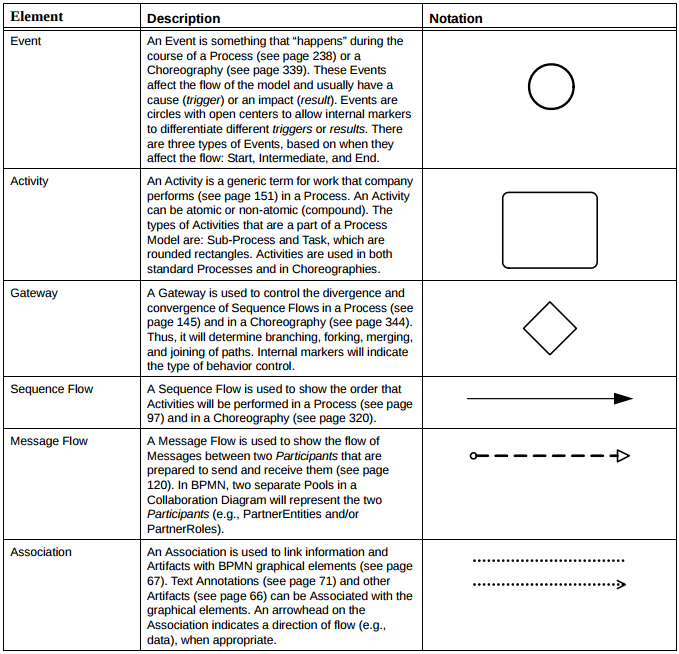 Element Description Notation
Event
An Event is something that “happens” during the
course of a Process (see page 238) or a
Choreography (see page 339). These Events
affect the flow of the model and usually have a
cause (trigger) or an impact (result). Events are
circles with open centers to allow internal markers
to differentiate different triggers or results. There
are three types of Events, based on when they
affect the flow: Start, Intermediate, and End.
Activity
An Activity is a generic term for work that company
performs (see page 151) in a Process. An Activity
can be atomic or non-atomic (compound). The
types of Activities that are a part of a Process
Model are: Sub-Process and Task, which are
rounded rectangles. Activities are used in both
standard Processes and in Choreographies.
Gateway
A Gateway is used to control the divergence and
convergence of Sequence Flows in a Process (see
page 145) and in a Choreography (see page 344).
Thus, it will determine branching, forking, merging,
and joining of paths. Internal markers will indicate
the type of behavior control.
Sequence Flow
A Sequence Flow is used to show the order that
Activities will be performed in a Process (see page
97) and in a Choreography (see page 320).
Message Flow
A Message Flow is used to show the flow of
Messages between two Participants that are
prepared to send and receive them (see page
120). In BPMN, two separate Pools in a
Collaboration Diagram will represent the two
Participants (e.g., PartnerEntities and/or
PartnerRoles).
Association
An Association is used to link information and
Artifacts with BPMN graphical elements (see page
67). Text Annotations (see page 71) and other
Artifacts (see page 66) can be Associated with the
graphical elements. An arrowhead on the
Association indicates a direction of flow (e.g.,
data), when appropriate.